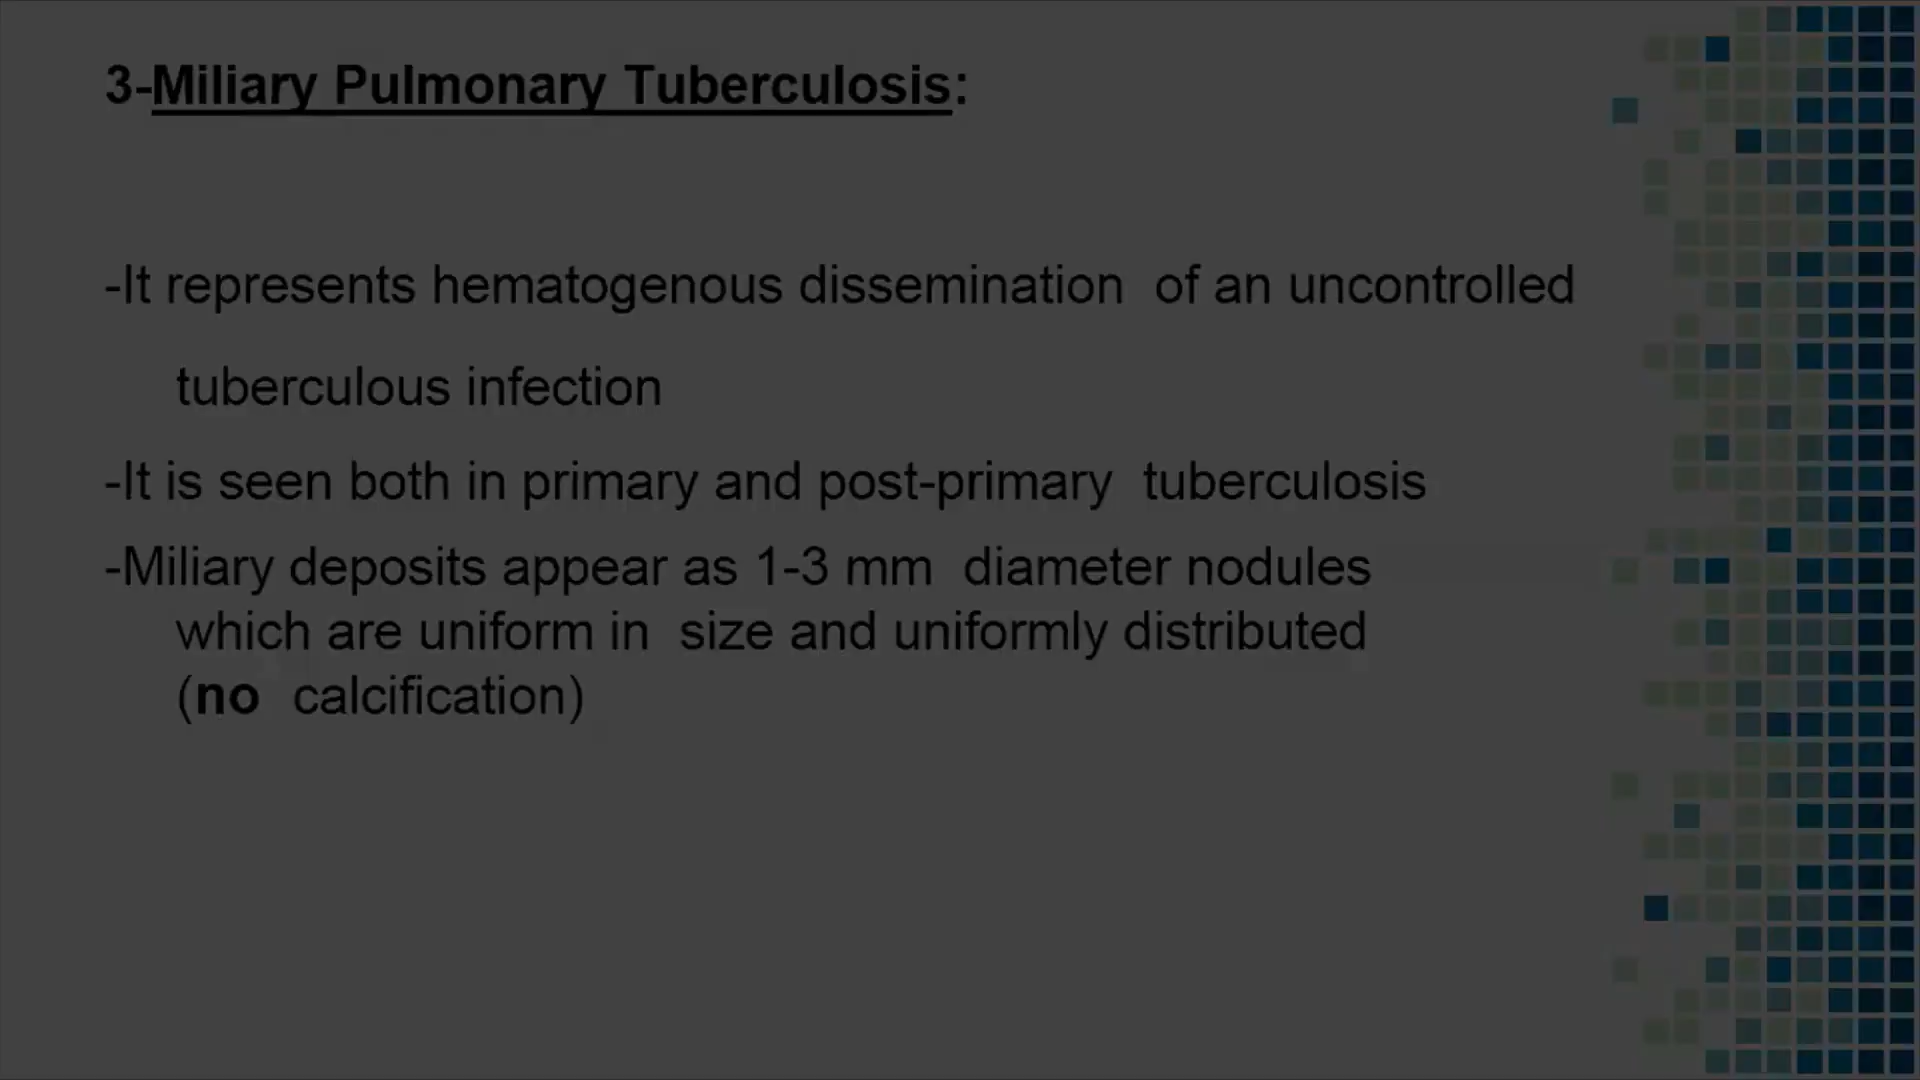 3-Miliary Pulmonary Tuberculosis:
-It represents hematogenous dissemination of an uncontrolled
tuberculous infection
-It is seen both in primary and post-primary tuberculosis
-Miliary deposits appear as 1-3 mm diameter nodules
which are uniform in size and uniformly distributed
(no calcification)